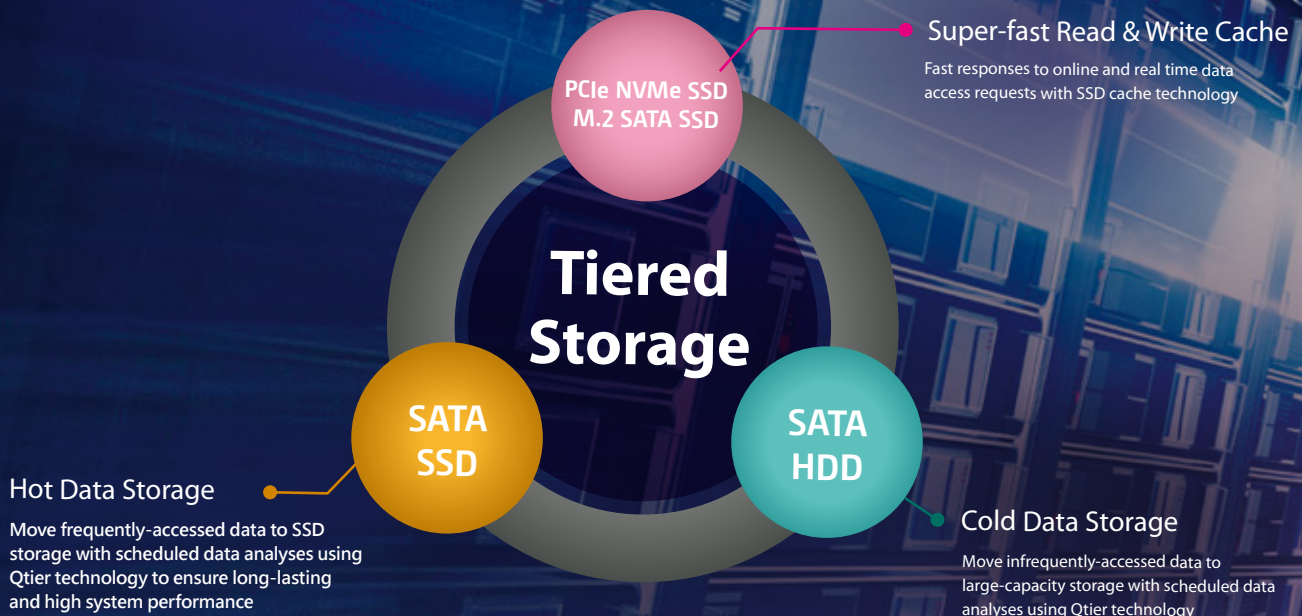 Super-fast Read & Write Cache
Fast responses to online and real time data
access requests with SSD cache technology
PCIe NVMe SSD
M.2 SATA SSD
Tiered
Storage
SATA
SSD
SATA
HDD
Hot Data Storage
Move frequently-accessed data to SSD
storage with scheduled data analyses using
Qtier technology to ensure long-lasting
and high system performance
Cold Data Storage
Move infrequently-accessed data to
large-capacity storage with scheduled data
analyses using Qtier technology